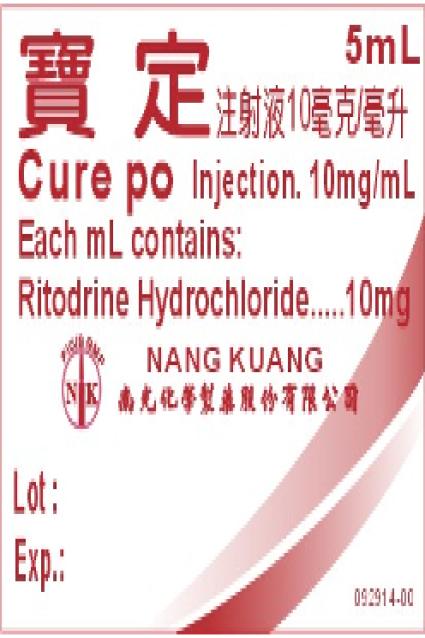 5mL
寶定 注射液10毫克/毫升
Cure po Injection. 10mg/mL
Each mL contains:
Ritodrine Hydrochloride.....10mg
NK
NANG KUANG
南光化學製藥股份有限公司
Lot :
Exp.:
092914-00